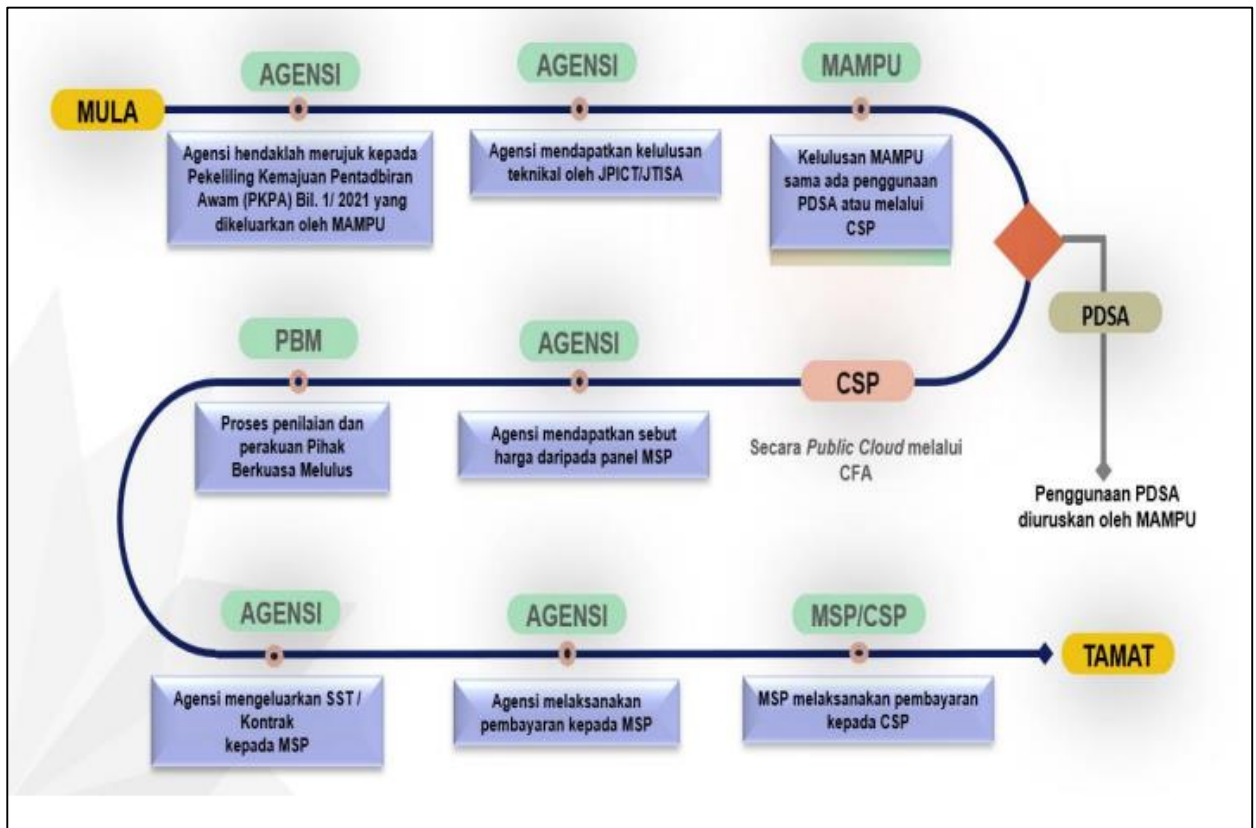 MULA
AGENSI
Agensi hendaklah merujuk kepada
Pekeliling Kemajuan Pentadbiran
Awam (PKPA) Bil. 1/ 2021 yang
dikeluarkan oleh MAMPU
AGENSI
Agensi mendapatkan kelulusan
teknikal oleh JPICT/JTISA
MAMPU
Kelulusan MAMPU
sama ada penggunaan
PDSA atau melalui
CSP
PDSA
Penggunaan PDSA
diuruskan oleh MAMPU
CSP
Secara Public Cloud melalui
CFA
AGENSI
Agensi mendapatkan sebut
harga daripada panel MSP
PBM
Proses penilaian dan
perakuan Pihak
Berkuasa Melulus
AGENSI
Agensi mengeluarkan SST /
Kontrak
kepada MSP
AGENSI
Agensi melaksanakan
pembayaran kepada MSP
MSP/CSP
MSP melaksanakan pembayaran
kepada CSP
TAMAT